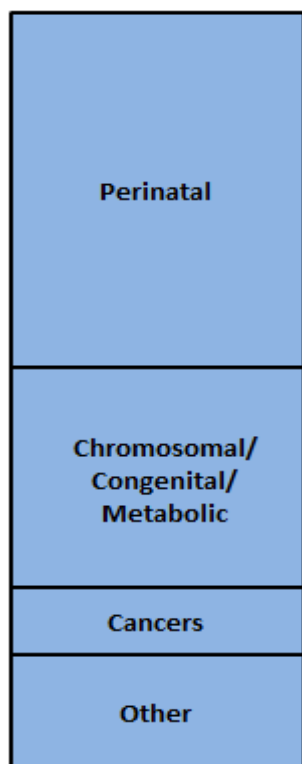 Perinatal
Chromosomal/
Congenital/
Metabolic
Cancers
Other